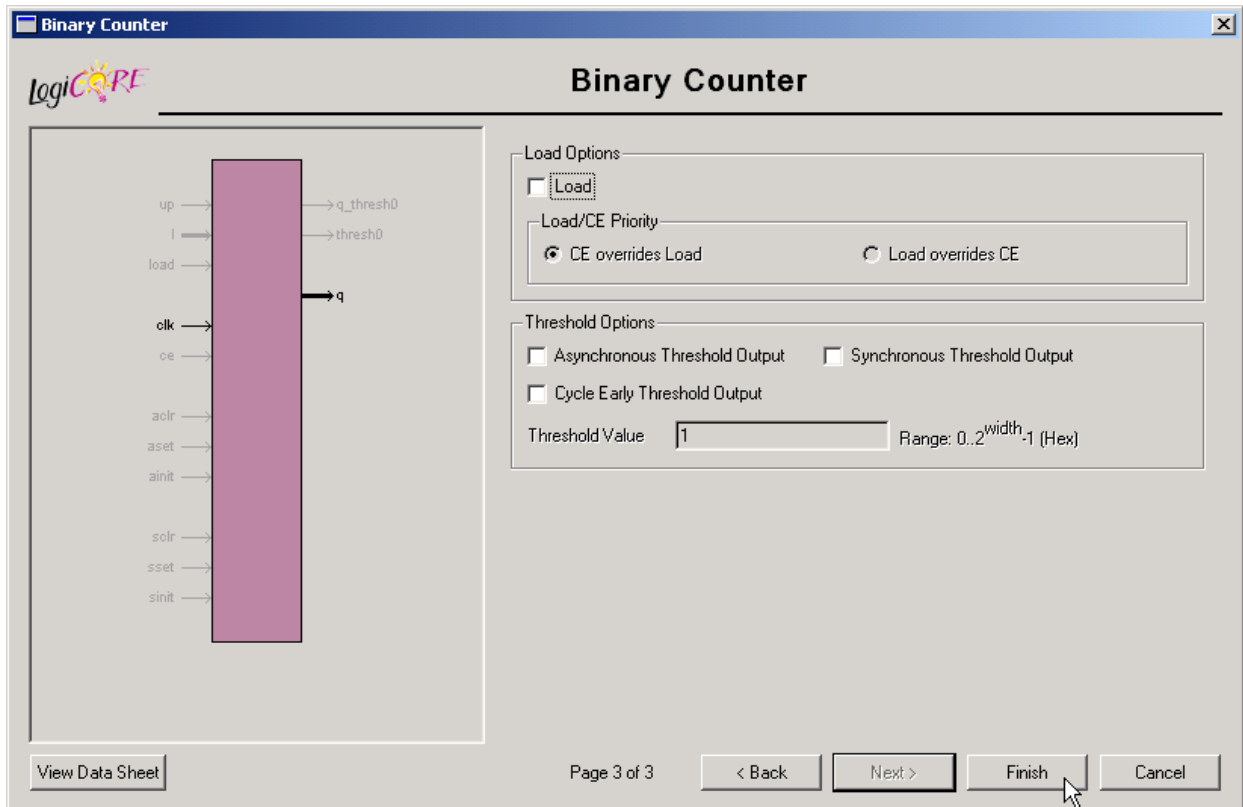 Binary Counter
LogiCORE
Binary Counter
up
l
load
clk
ce
aclr
aset
ainit
sclr
sset
sinit
q_thresh0
thresh0
q
Load Options
Load
Load/CE Priority
CE overrides Load
Load overrides CE
Threshold Options
Asynchronous Threshold Output
Synchronous Threshold Output
Cycle Early Threshold Output
Threshold Value 1 Range: 0..2^width-1 (Hex)
View Data Sheet
Page 3 of 3
< Back
Next >
Finish
Cancel